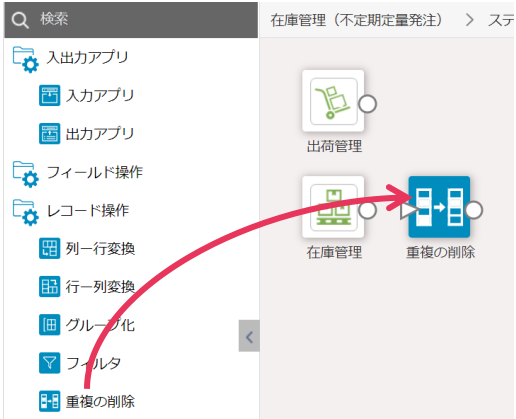 検索
入出力アプリ
入力アプリ
出力アプリ
フィールド操作
レコード操作
列ー行変換
行ー列変換
グループ化
フィルタ
重複の削除
在庫管理(不定期定量発注) > ステ
出荷管理
在庫管理
重複の削除